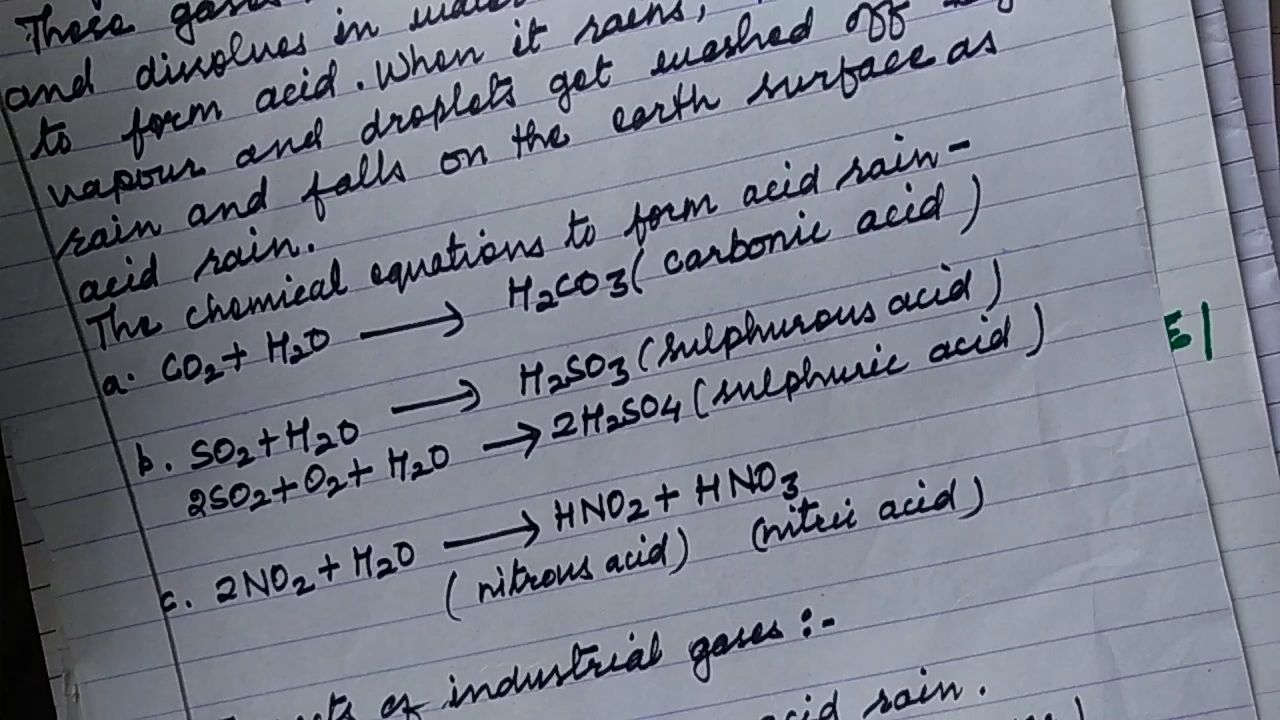 These gases
and dissolves in water
to form acid. When it rains,
vapour and droplets get washed off
rain and falls on the earth surface as
acid rain.
The chemical equations to form acid rain-
a. CO2+ H2O ⟶ H2CO3( carbonic acid )
b. SO2+H2O ⟶ H2SO3 (sulphurous acid )
2SO2+O2+ H2O ⟶ 2H2SO4 ( sulphuric acid )
c. 2NO2+H2O ⟶ HNO2 + HNO3
( nitrous acid ) (nitric acid )
of industrial gases :-
acid rain.